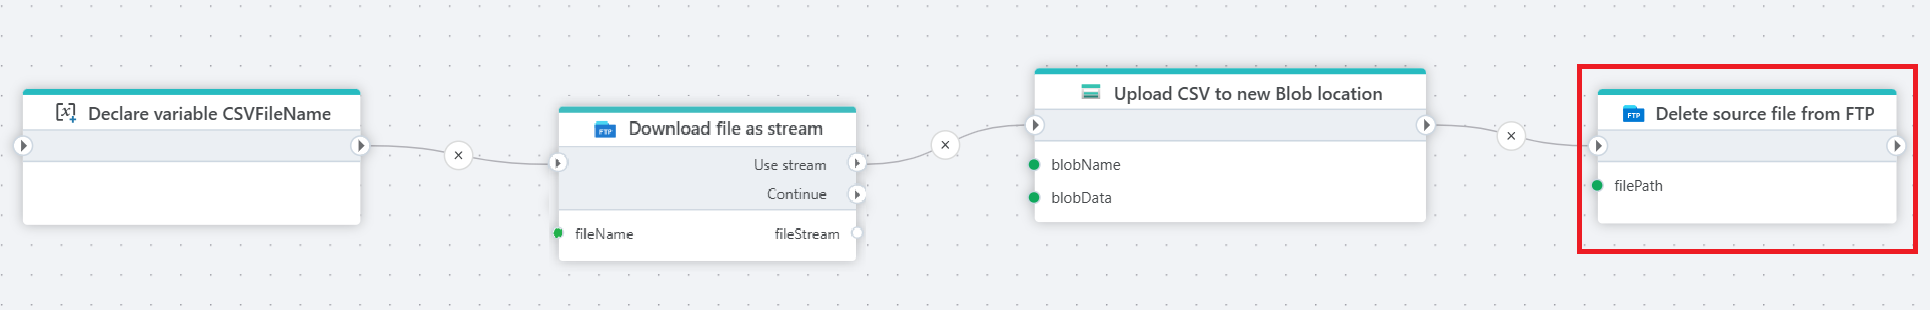 Declare variable CSVFileName
FTP
Download file as stream
Use stream
Continue
fileName
fileStream
Upload CSV to new Blob location
blobName
blobData
FTP
Delete source file from FTP
filePath